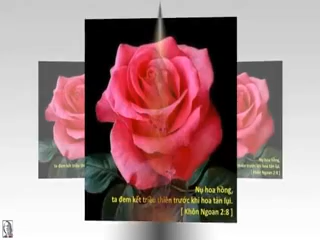 Nụ hoa hồng,
ta đem kết triều thiên trước khi hoa tàn lụi.
[ Khôn Ngoan 2:8 ]